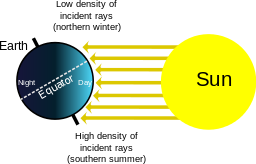 Low density of
incident rays
(northern winter)
Earth
Sun
Night
Equator
Day
High density of
incident rays
(southern summer)